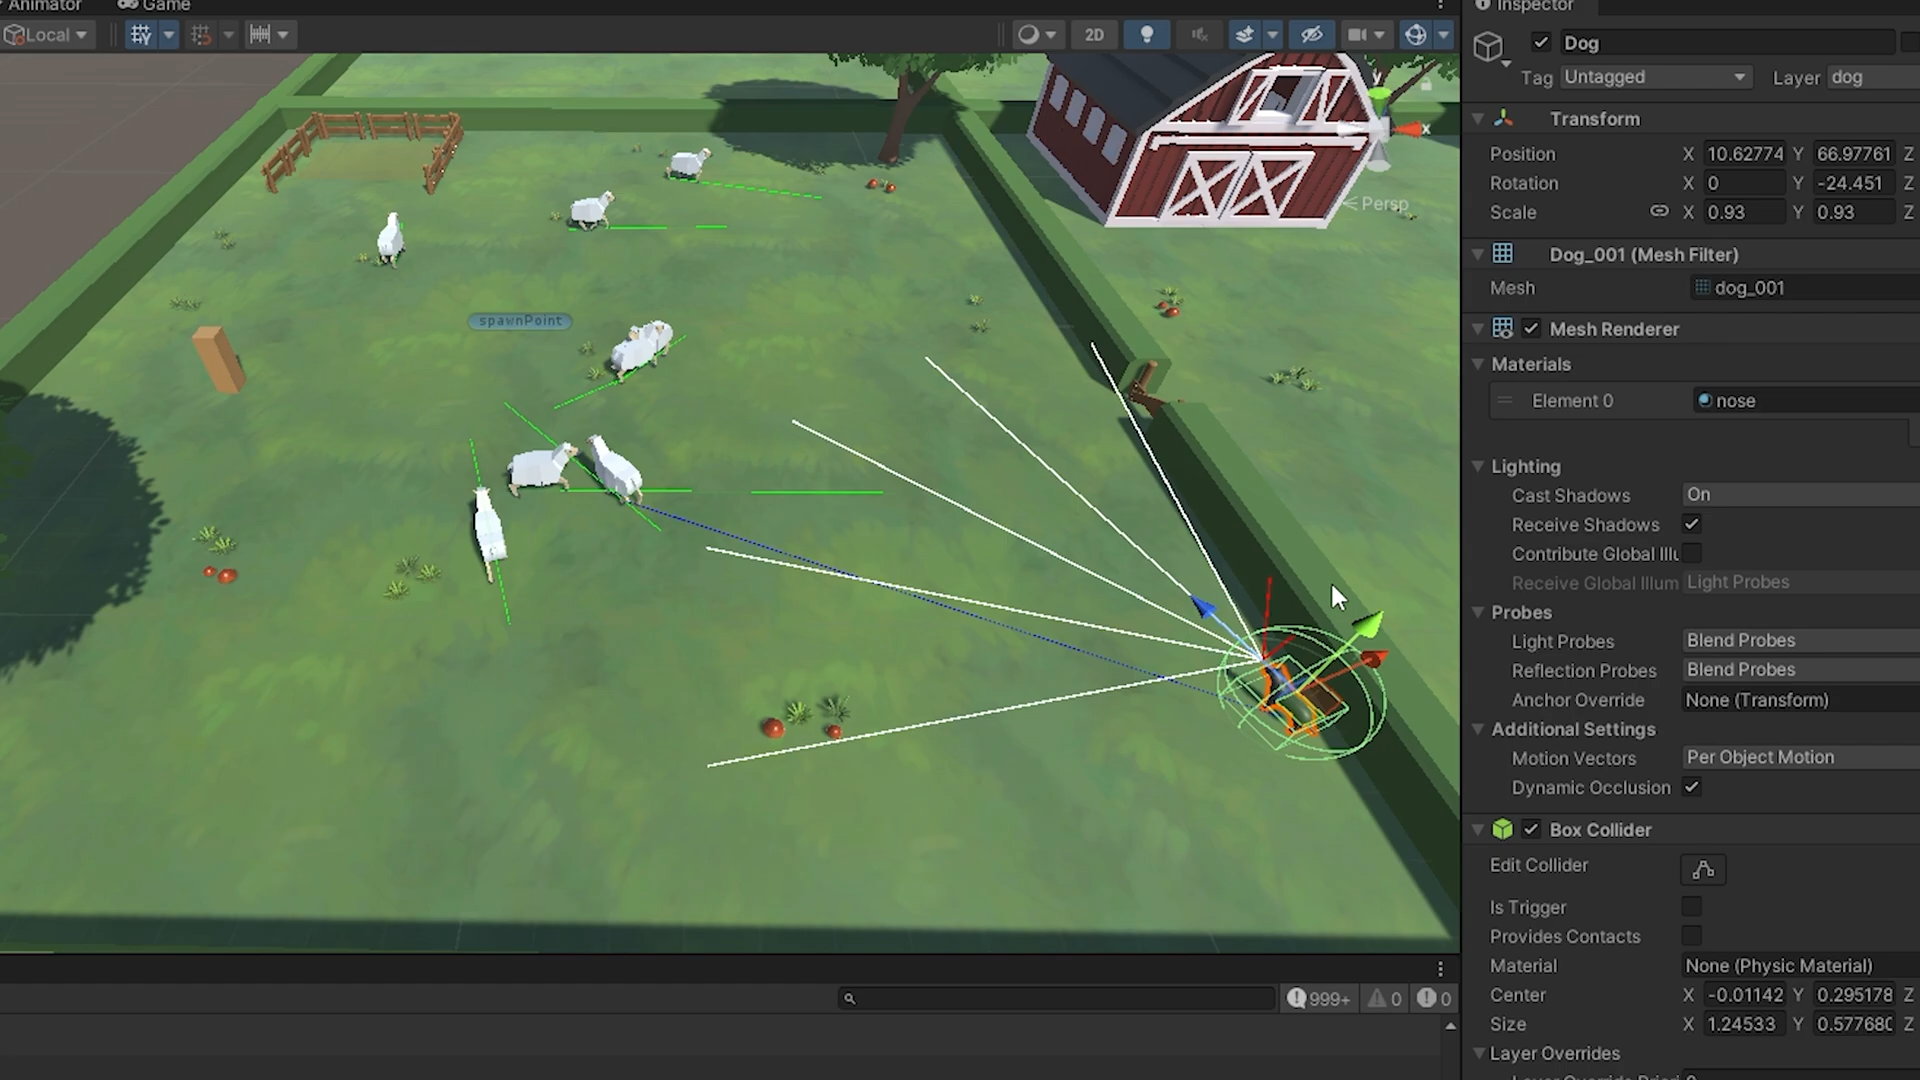 Animator Game
Local
2D
spawnPoint
y
x
Persp
999+ 0 0
Inspector
Dog
Tag Untagged Layer dog
Transform
Position X 10.62774 Y 66.97761 Z
Rotation X 0 Y -24.451 Z
Scale X 0.93 Y 0.93 Z
Dog_001 (Mesh Filter)
Mesh dog_001
Mesh Renderer
Materials
Element 0 nose
Lighting
Cast Shadows On
Receive Shadows
Contribute Global Illu
Receive Global Illum Light Probes
Probes
Light Probes Blend Probes
Reflection Probes Blend Probes
Anchor Override None (Transform)
Additional Settings
Motion Vectors Per Object Motion
Dynamic Occlusion
Box Collider
Edit Collider
Is Trigger
Provides Contacts
Material None (Physic Material)
Center X -0.01142 Y 0.295178 Z
Size X 1.24533 Y 0.577680 Z
Layer Overrides